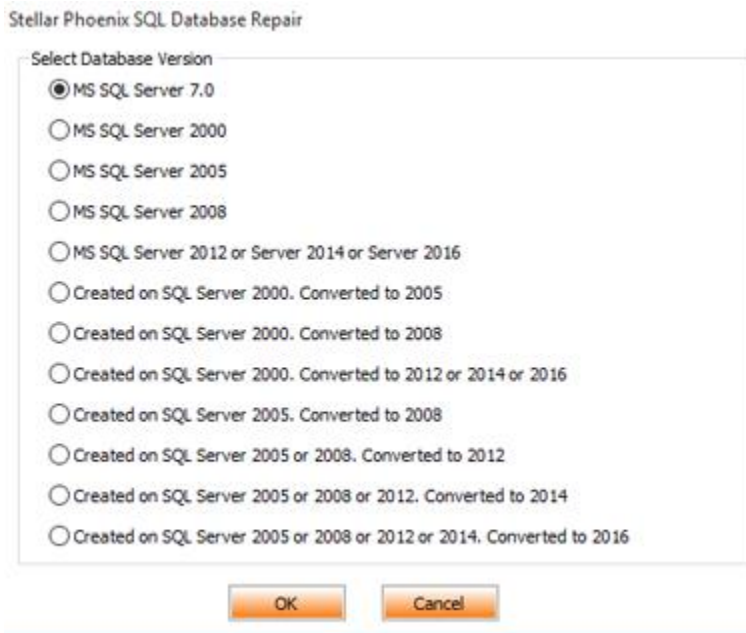 Stellar Phoenix SQL Database Repair
Select Database Version
MS SQL Server 7.0
MS SQL Server 2000
MS SQL Server 2005
MS SQL Server 2008
MS SQL Server 2012 or Server 2014 or Server 2016
Created on SQL Server 2000. Converted to 2005
Created on SQL Server 2000. Converted to 2008
Created on SQL Server 2000. Converted to 2012 or 2014 or 2016
Created on SQL Server 2005. Converted to 2008
Created on SQL Server 2005 or 2008. Converted to 2012
Created on SQL Server 2005 or 2008 or 2012. Converted to 2014
Created on SQL Server 2005 or 2008 or 2012 or 2014. Converted to 2016
OK Cancel